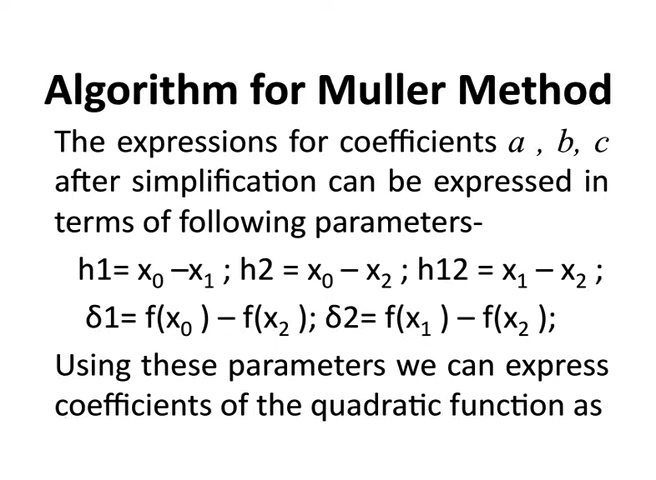 Algorithm for Muller Method
The expressions for coefficients a , b, c
after simplification can be expressed in
terms of following parameters-
h1= x₀ –x₁ ; h2 = x₀ – x₂ ; h12 = x₁ – x₂ ;
δ1= f(x₀ ) – f(x₂ ); δ2= f(x₁ ) – f(x₂ );
Using these parameters we can express
coefficients of the quadratic function as